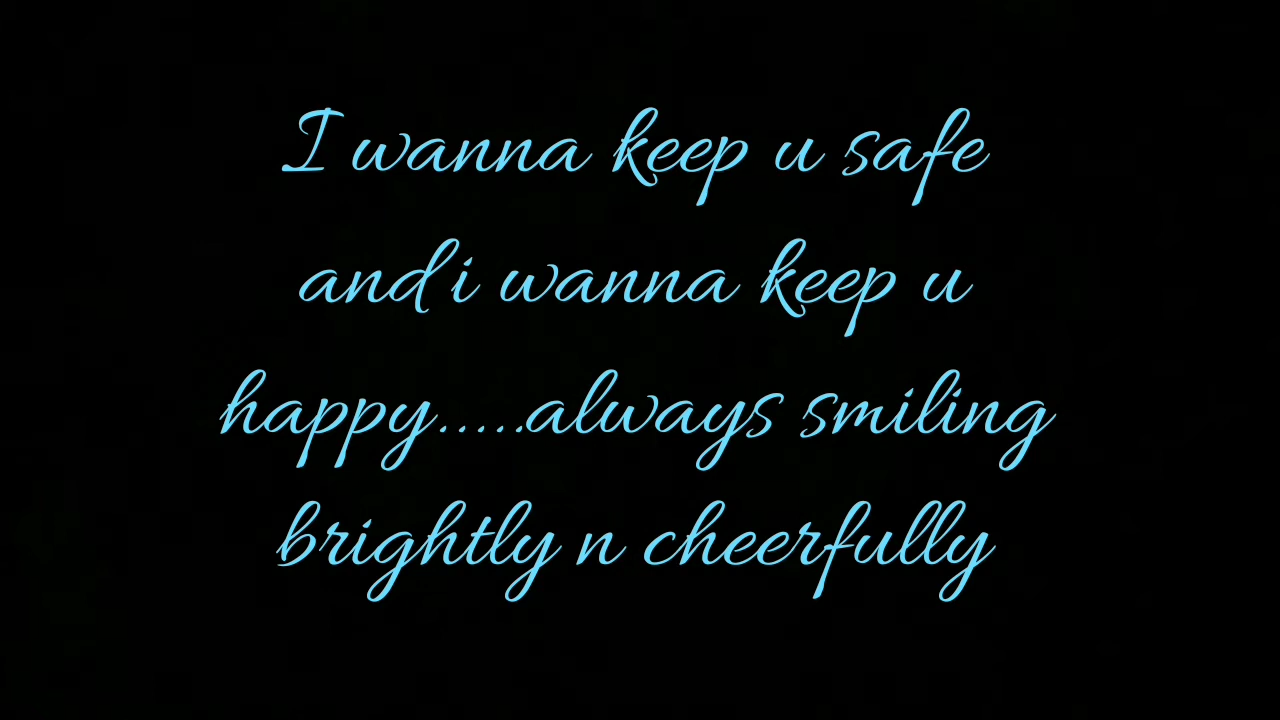 I wanna keep u safe
and i wanna keep u
happy.....always smiling
brightly n cheerfully